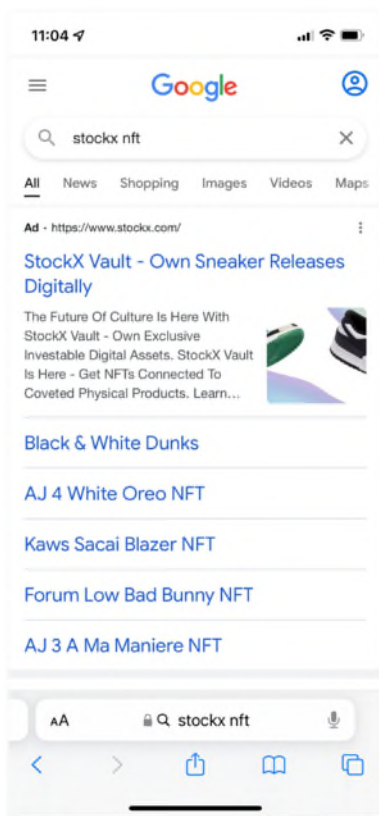 11:04
Google
stockx nft
All News Shopping Images Videos Maps
Ad · https://www.stockx.com/
StockX Vault - Own Sneaker Releases
Digitally
The Future Of Culture Is Here With
StockX Vault - Own Exclusive
Investable Digital Assets. StockX Vault
Is Here - Get NFTs Connected To
Coveted Physical Products. Learn...
Black & White Dunks
AJ 4 White Oreo NFT
Kaws Sacai Blazer NFT
Forum Low Bad Bunny NFT
AJ 3 A Ma Maniere NFT
AA stockx nft